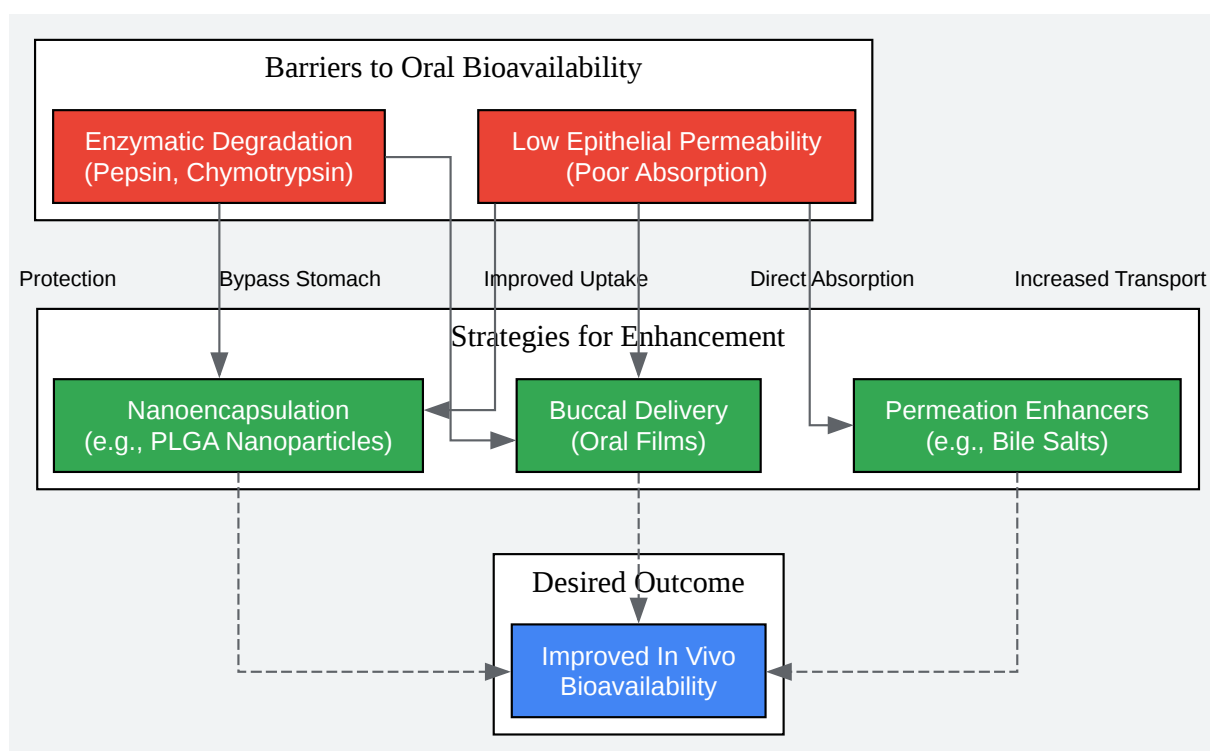 Barriers to Oral Bioavailability
Enzymatic Degradation
(Pepsin, Chymotrypsin)
Low Epithelial Permeability
(Poor Absorption)
Protection
Bypass Stomach
Improved Uptake
Direct Absorption
Increased Transport
Strategies for Enhancement
Nanoencapsulation
(e.g., PLGA Nanoparticles)
Buccal Delivery
(Oral Films)
Permeation Enhancers
(e.g., Bile Salts)
Desired Outcome
Improved In Vivo
Bioavailability